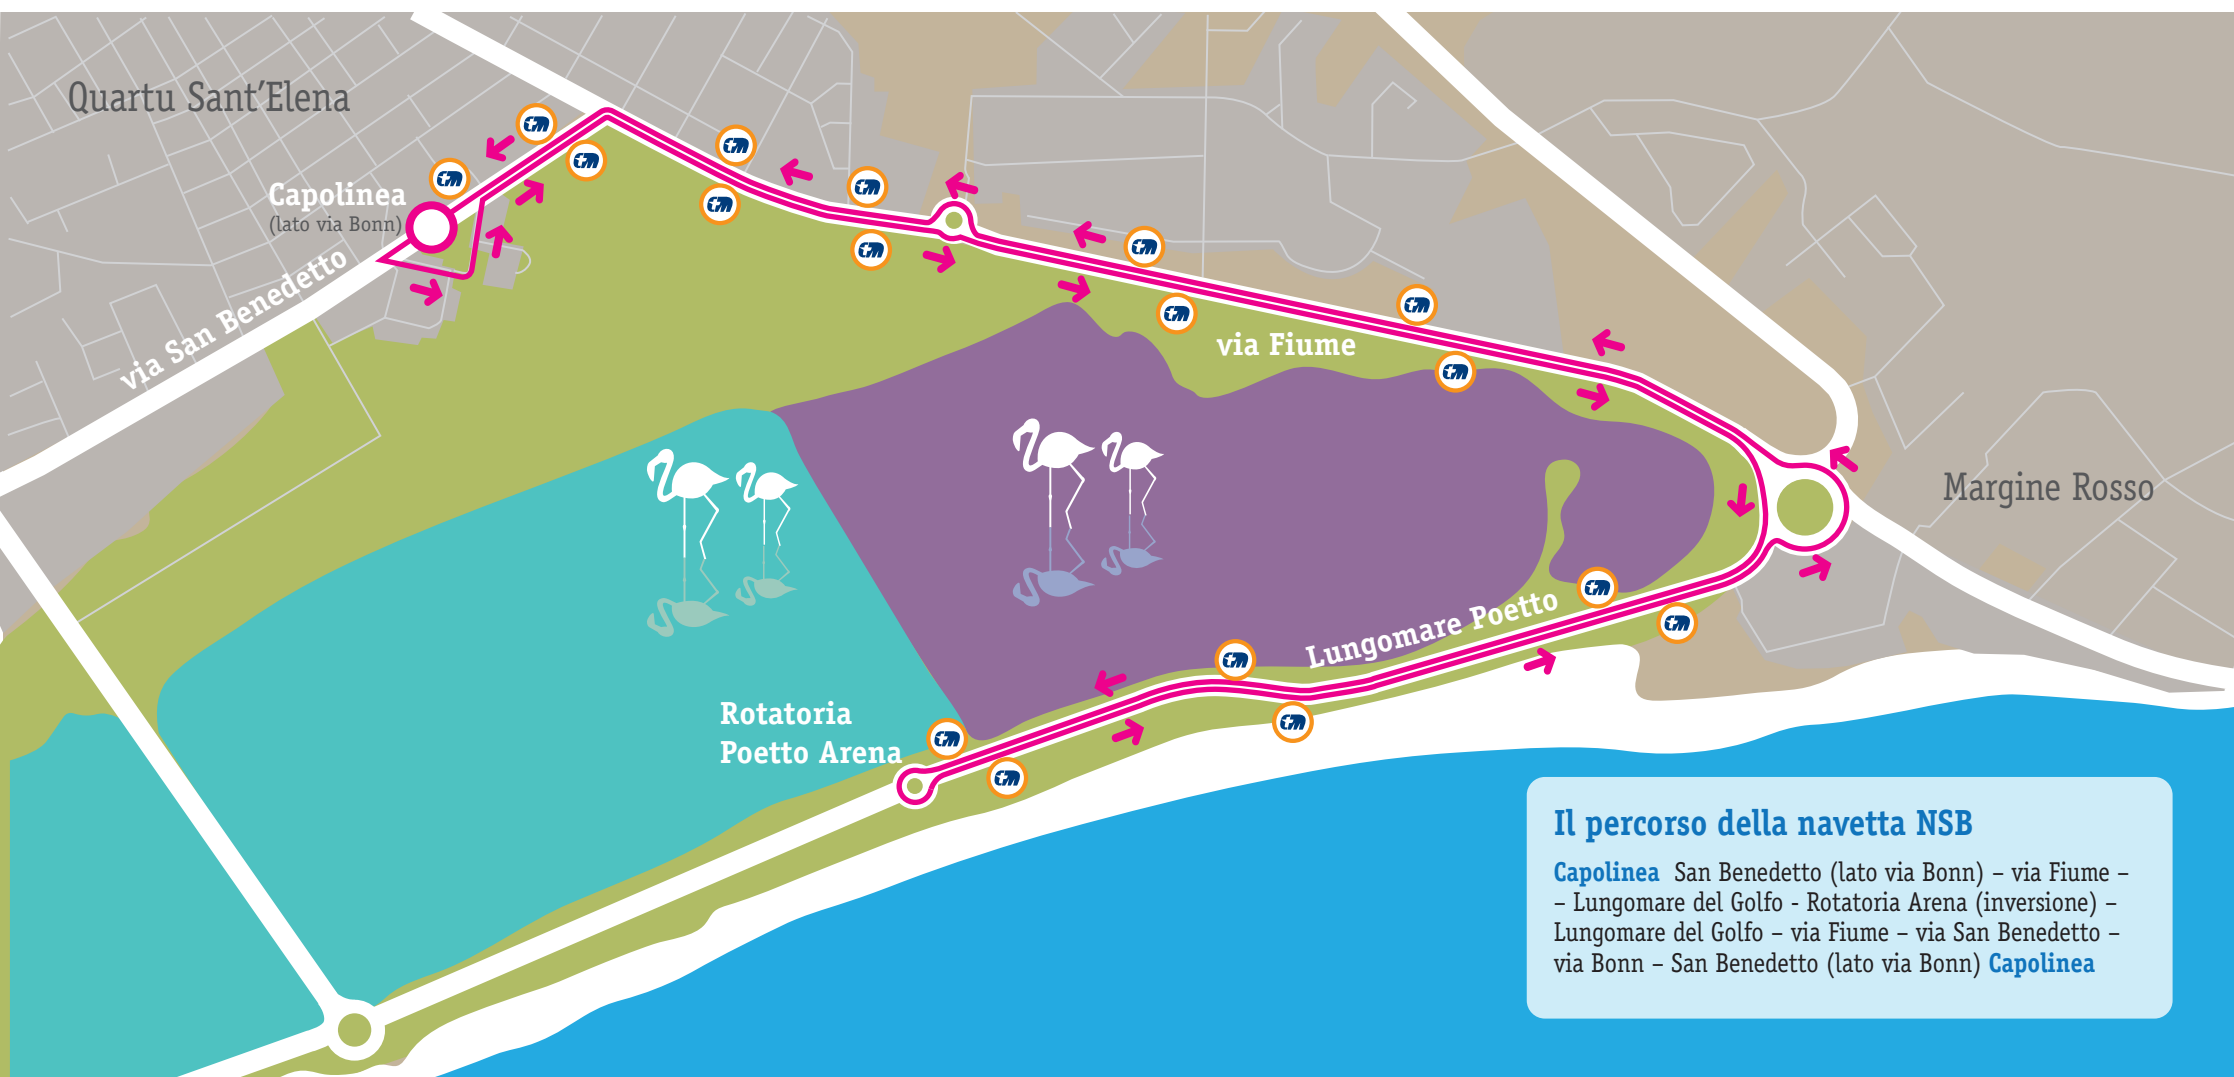 Quartu Sant'Elena
Capolinea
(lato via Bonn)
via San Benedetto
via Fiume
Margine Rosso
Lungomare Poetto
Rotatoria
Poetto Arena
Il percorso della navetta NSB
Capolinea San Benedetto (lato via Bonn) – via Fiume –
– Lungomare del Golfo - Rotatoria Arena (inversione) –
Lungomare del Golfo – via Fiume – via San Benedetto –
via Bonn – San Benedetto (lato via Bonn) Capolinea